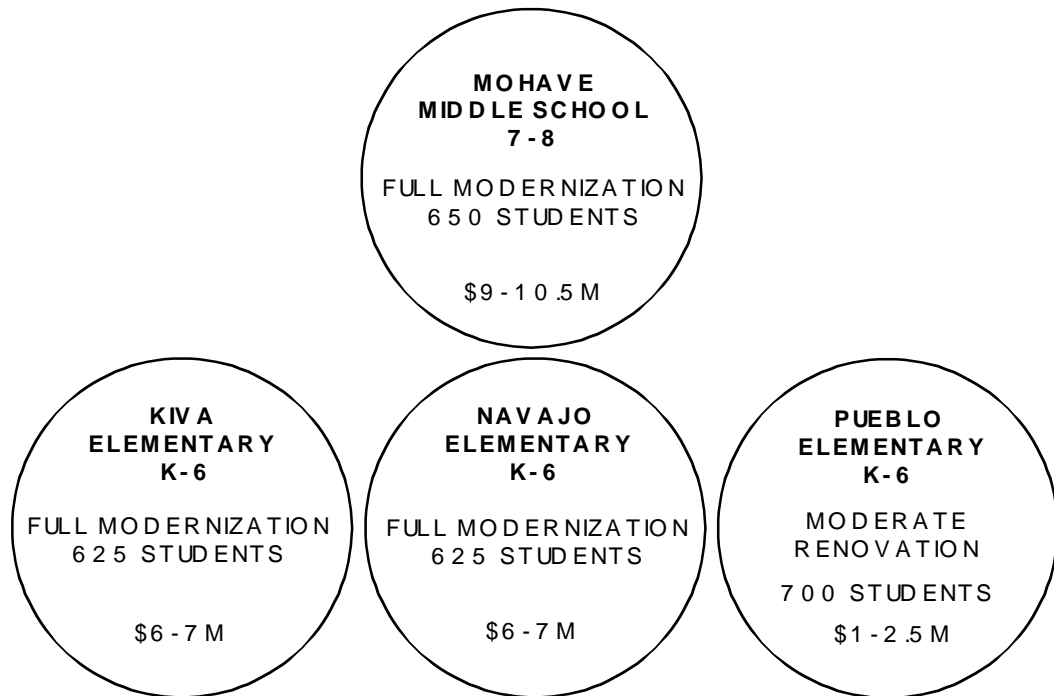 MOHAVE
MIDDLE SCHOOL
7-8
FULL MODERNIZATION
650 STUDENTS
$9-10.5M
KIVA
ELEMENTARY
K-6
FULL MODERNIZATION
625 STUDENTS
$6-7M
NAVAJO
ELEMENTARY
K-6
FULL MODERNIZATION
625 STUDENTS
$6-7M
PUEBLO
ELEMENTARY
K-6
MODERATE
RENOVATION
700 STUDENTS
$1-2.5M